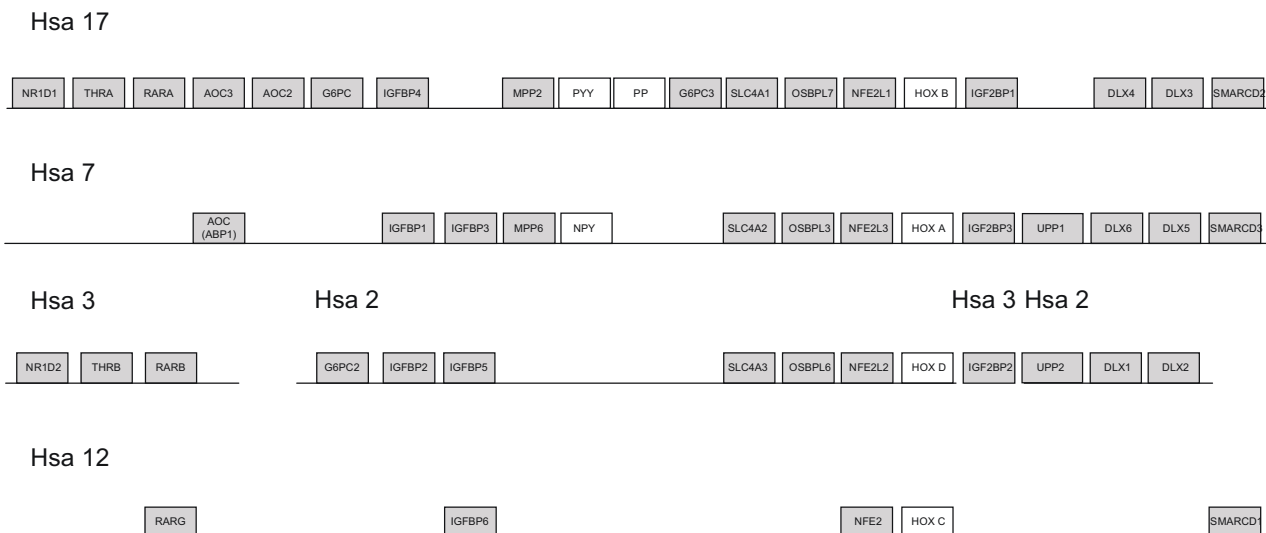 Hsa 17
NR1D1 THRA RARA AOC3 AOC2 G6PC IGFBP4 MPP2 PYY PP G6PC3 SLC4A1 OSBPL7 NFE2L1 HOX B IGF2BP1 DLX4 DLX3 SMARCD2
Hsa 7
AOC
(ABP1)
IGFBP1 IGFBP3 MPP6 NPY SLC4A2 OSBPL3 NFE2L3 HOX A IGF2BP3 UPP1 DLX6 DLX5 SMARCD3
Hsa 3 Hsa 2 Hsa 3 Hsa 2
NR1D2 THRB RARB G6PC2 IGFBP2 IGFBP5 SLC4A3 OSBPL6 NFE2L2 HOX D IGF2BP2 UPP2 DLX1 DLX2
Hsa 12
RARG IGFBP6 NFE2 HOX C SMARCD1